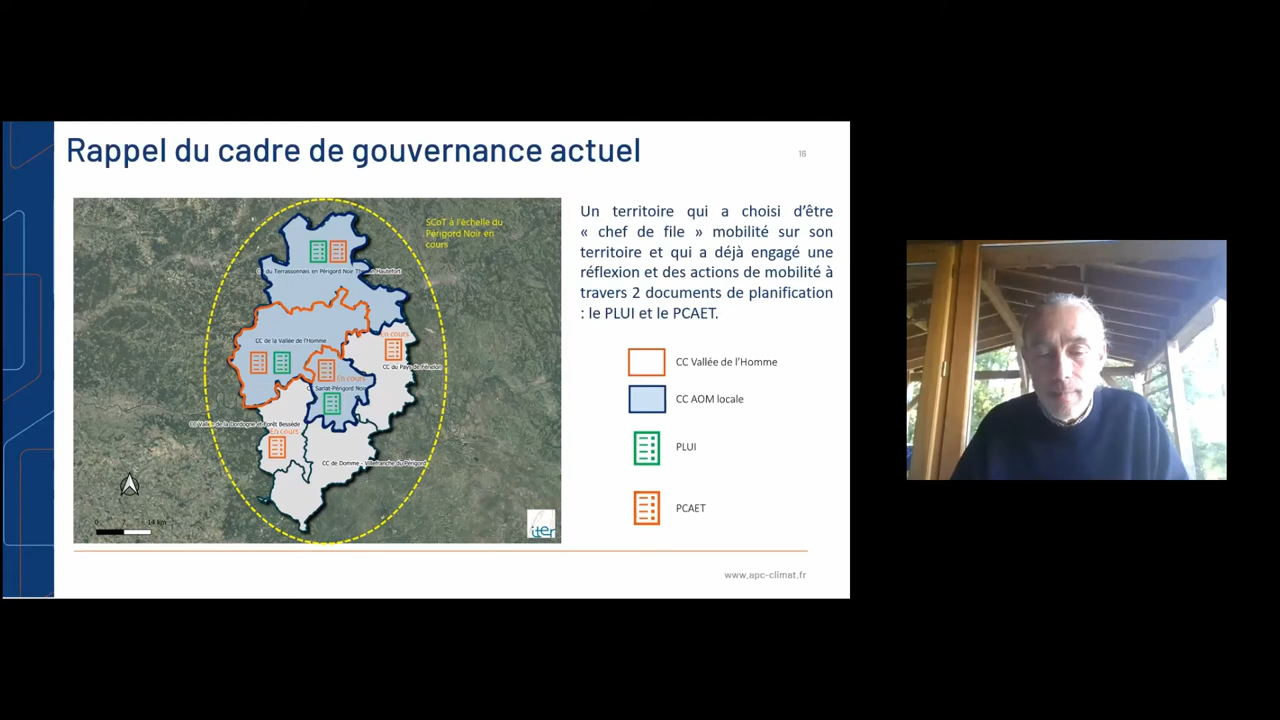 Rappel du cadre de gouvernance actuel
16
SCoT à l'échelle du
Périgord Noir en
cours
CC du Terrassonnais en Périgord Noir Hautefort
En cours
CC de la Vallée de l'Homme
CC du Pays de Fénelon
En cours
Sarlat-Périgord Noir
CC Vallée de la Dordogne et Forêt Bessède
En cours
CC de Domme - Villefranche du Périgord
0 14 km
iter
Un territoire qui a choisi d'être
« chef de file » mobilité sur son
territoire et qui a déjà engagé une
réflexion et des actions de mobilité à
travers 2 documents de planification
: le PLUI et le PCAET.
CC Vallée de l'Homme
CC AOM locale
PLUI
PCAET
www.apc-climat.fr